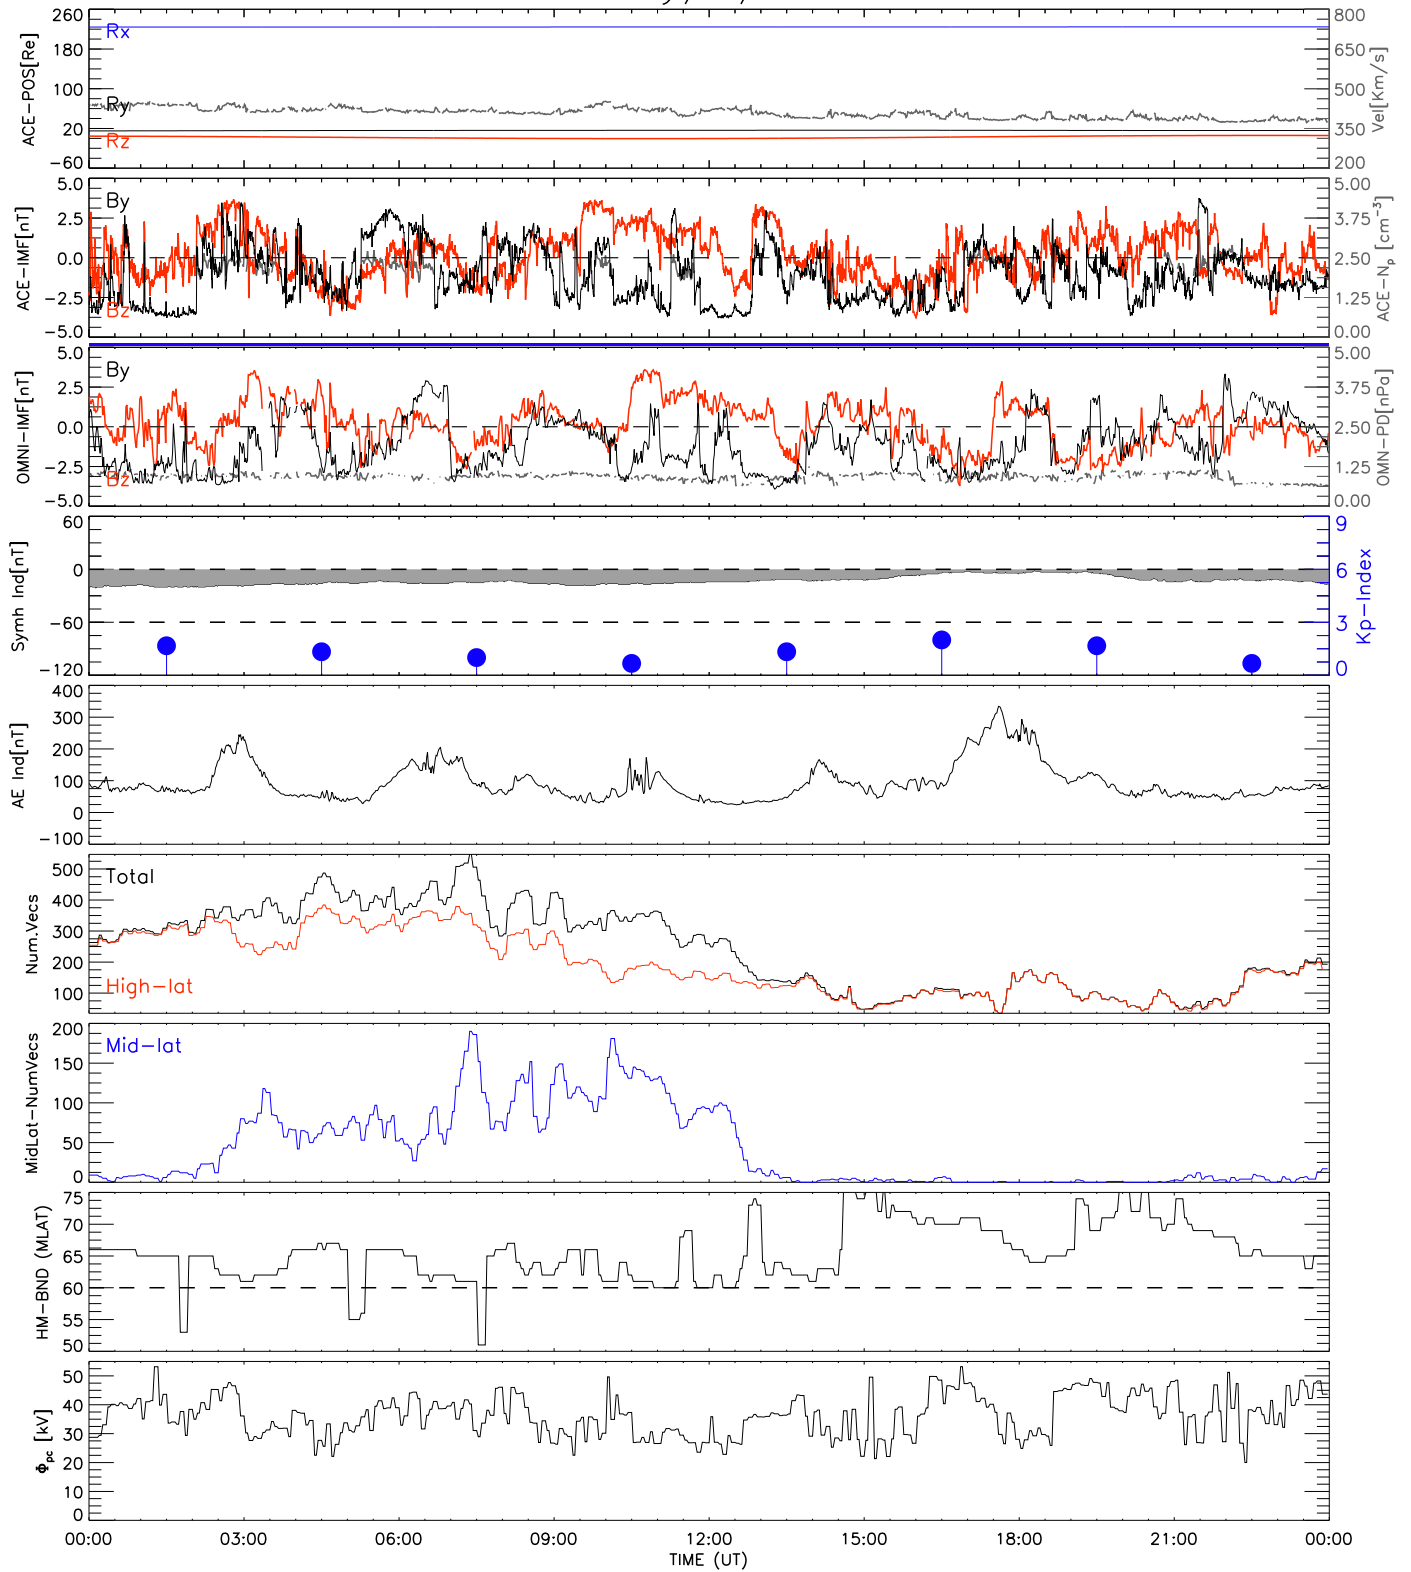 260
180
100
20
−60
ACE−POS[Re]
Rx
Ry
Rz
800
650
500
350
200
Vel[Km/s]
5.0
2.5
0.0
−2.5
−5.0
ACE−IMF[nT]
By
Bz
5.00
3.75
2.50
1.25
0.00
ACE−Np [cm−3]
5.0
2.5
0.0
−2.5
−5.0
OMNI−IMF[nT]
By
Bz
5.00
3.75
2.50
1.25
0.00
OMN−PD[nPa]
60
0
−60
−120
Symh Ind[nT]
9
6
3
0
Kp−Index
400
300
200
100
0
−100
AE Ind[nT]
500
400
300
200
100
Num.Vecs
Total
High−lat
200
150
100
50
0
MidLat−NumVecs
Mid−lat
75
70
65
60
55
50
HM−BND (MLAT)
50
40
30
20
10
0
Φpc [kV]
00:00 03:00 06:00 09:00 12:00 15:00 18:00 21:00 00:00
TIME (UT)